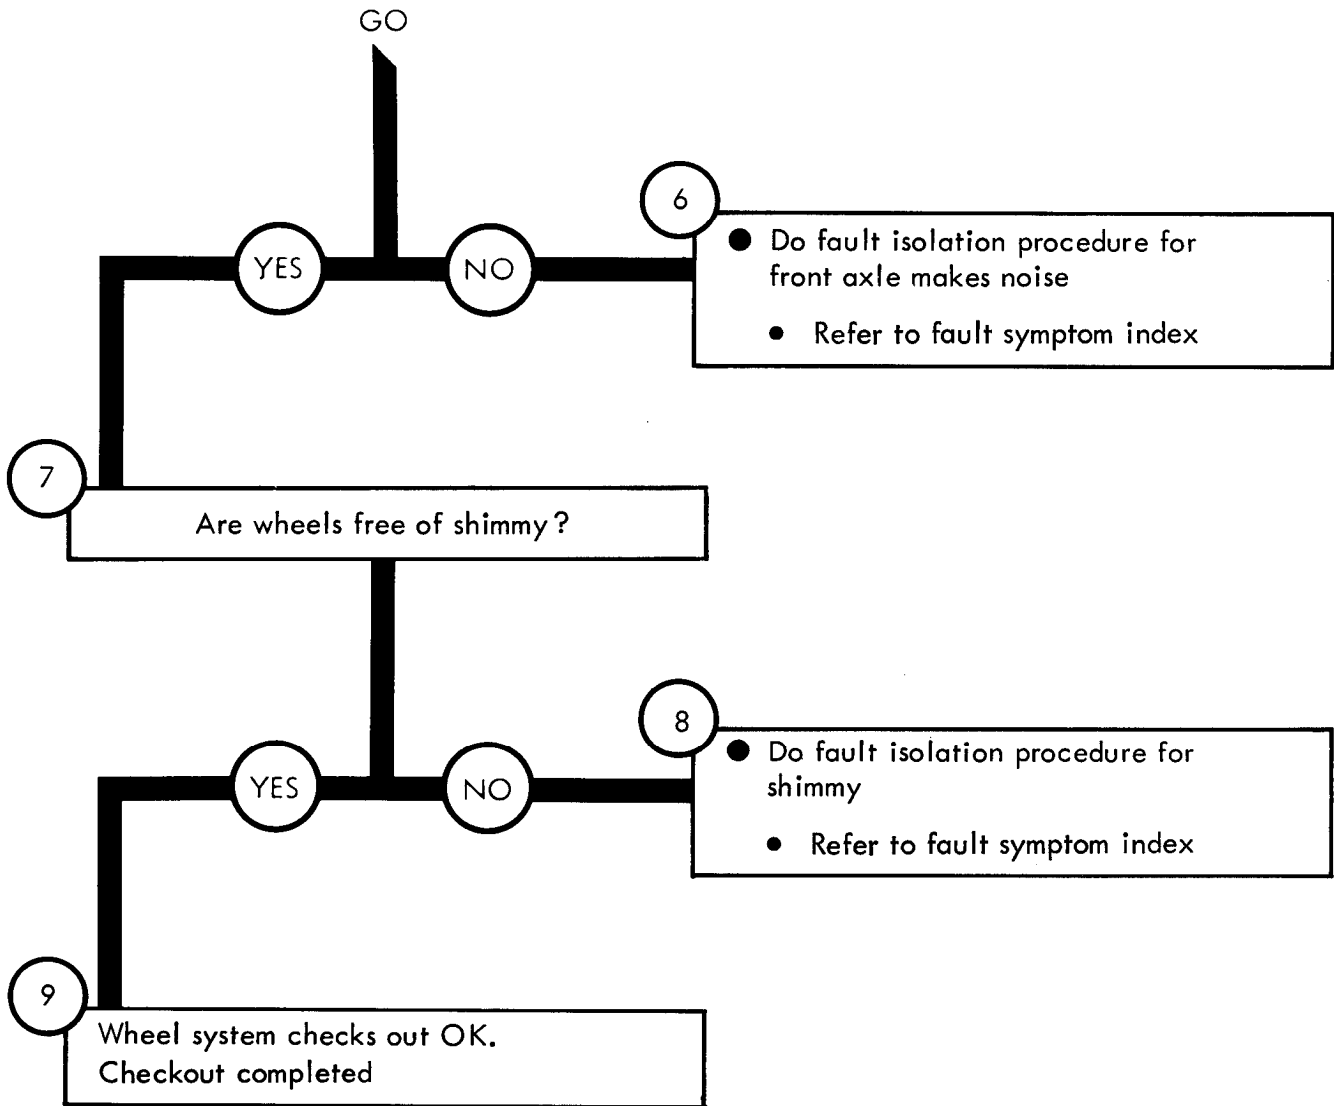 GO
YES
NO
6
● Do fault isolation procedure for
front axle makes noise
● Refer to fault symptom index
7
Are wheels free of shimmy?
YES
NO
8
● Do fault isolation procedure for
shimmy
● Refer to fault symptom index
9
Wheel system checks out OK.
Checkout completed